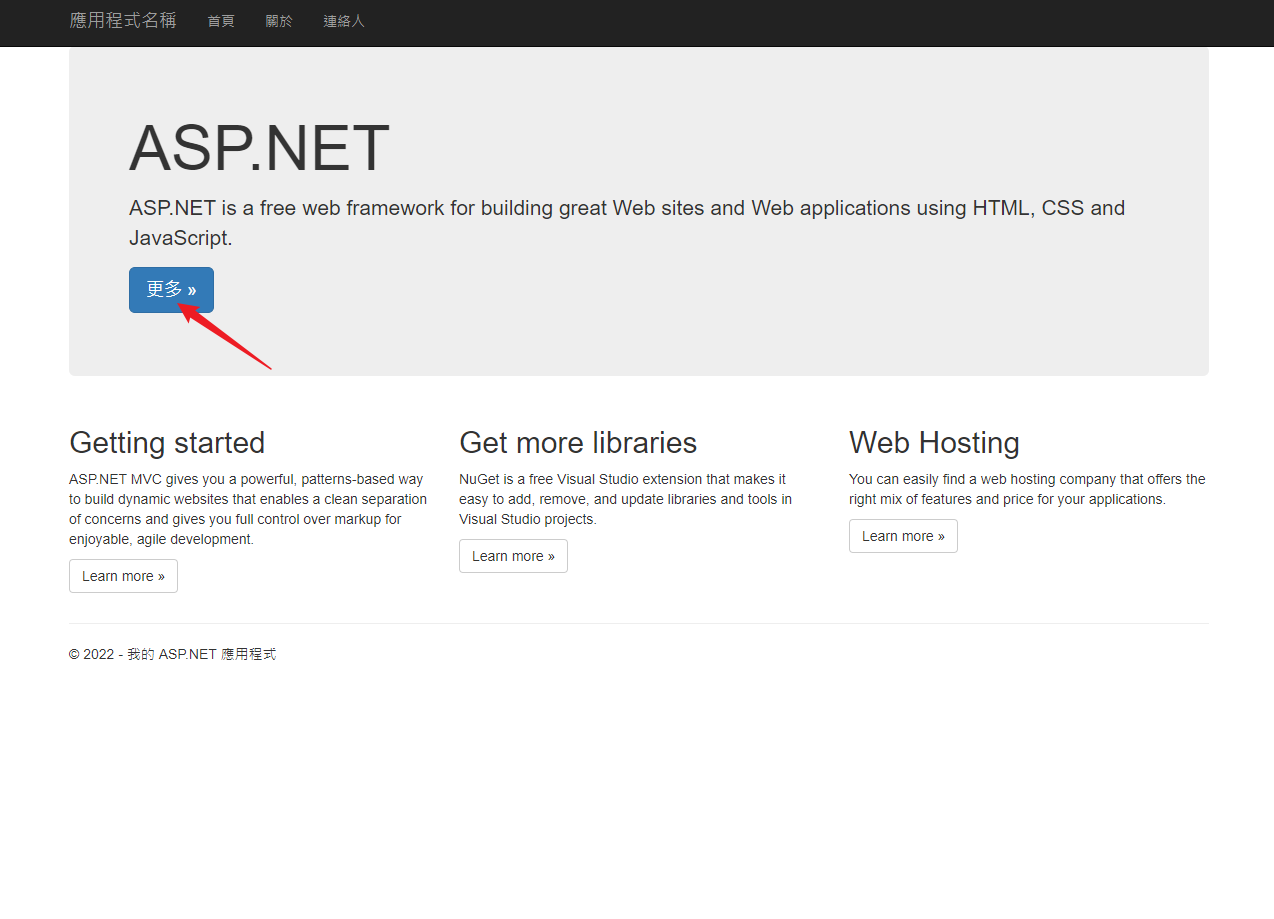 應用程式名稱 首頁 關於 連絡人
ASP.NET
ASP.NET is a free web framework for building great Web sites and Web applications using HTML, CSS and
JavaScript.
更多 »
Getting started
ASP.NET MVC gives you a powerful, patterns-based way
to build dynamic websites that enables a clean separation
of concerns and gives you full control over markup for
enjoyable, agile development.
Learn more »
Get more libraries
NuGet is a free Visual Studio extension that makes it
easy to add, remove, and update libraries and tools in
Visual Studio projects.
Learn more »
Web Hosting
You can easily find a web hosting company that offers the
right mix of features and price for your applications.
Learn more »
© 2022 - 我的 ASP.NET 應用程式